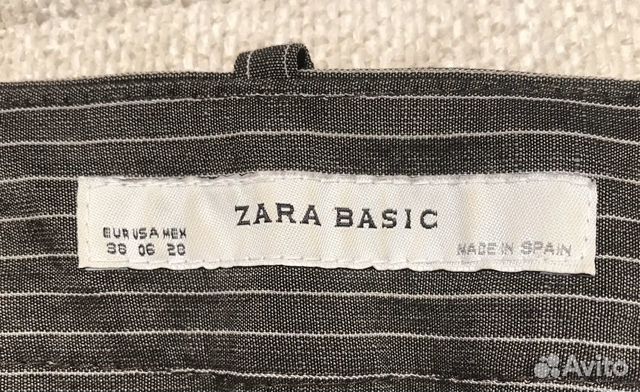 ZARA BASIC
EUR USA MEX
38 06 28
MADE IN SPAIN
Avito